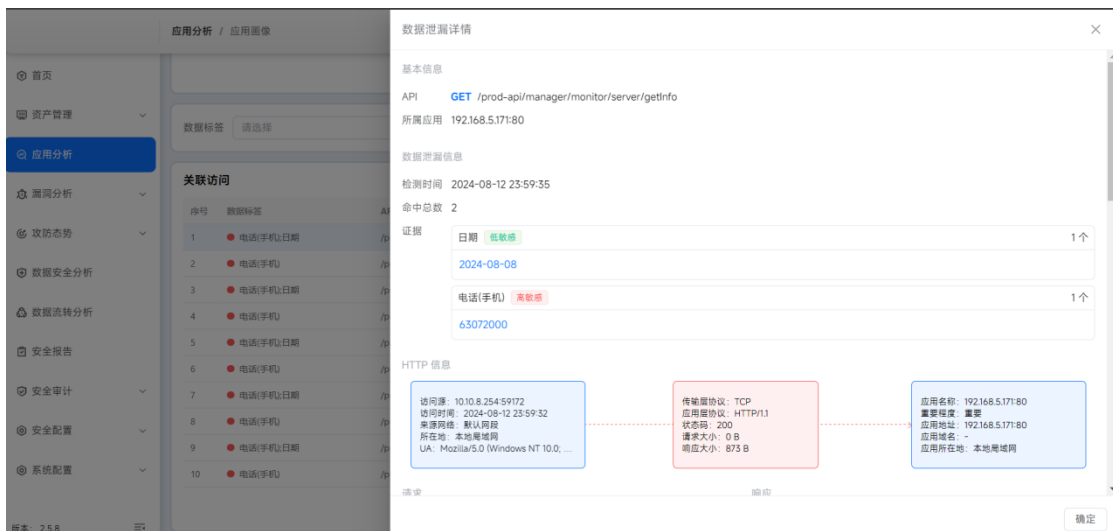 应用分析 / 应用画像
首页
资产管理
应用分析
漏洞分析
攻防态势
数据安全分析
数据流转分析
安全报告
安全审计
安全配置
系统配置
版本: 2.5.8
数据标签 请选择
关联访问
序号 数据标签 AP
1 电话(手机);日期 /p
2 电话(手机) /p
3 电话(手机);日期 /p
4 电话(手机) /p
5 电话(手机);日期 /p
6 电话(手机) /p
7 电话(手机);日期 /p
8 电话(手机) /p
9 电话(手机);日期 /p
10 电话(手机) /p
数据泄漏详情
基本信息
API GET /prod-api/manager/monitor/server/getInfo
所属应用 192.168.5.171:80
数据泄漏信息
检测时间 2024-08-12 23:59:35
命中总数 2
证据 日期 低敏感 1个
2024-08-08
电话(手机) 高敏感 1个
63072000
HTTP 信息
访问源: 10.10.8.254:59172
访问时间: 2024-08-12 23:59:32
来源网络: 默认网段
所在地: 本地局域网
UA: Mozilla/5.0 (Windows NT 10.0; ...
传输层协议: TCP
应用层协议: HTTP/1.1
状态码: 200
请求大小: 0 B
响应大小: 873 B
应用名称: 192.168.5.171:80
重要程度: 重要
应用地址: 192.168.5.171:80
应用域名: -
应用所在地: 本地局域网
请求 响应
确定